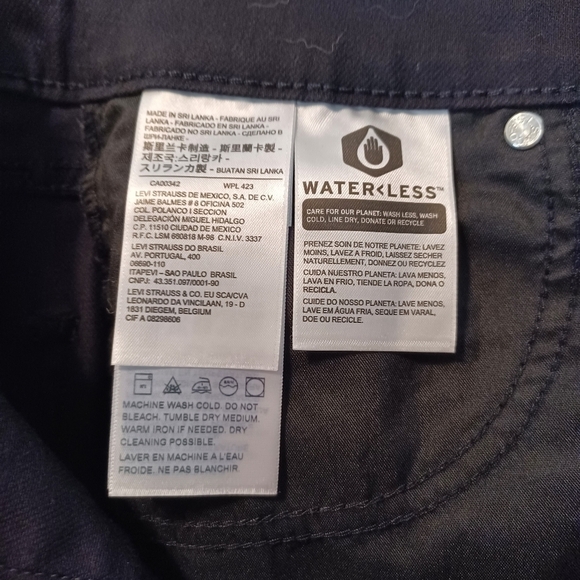 MADE IN SRI LANKA - FABRIQUE AU SRI
LANKA - FABRICADO EN SRI LANKA -
FABRICADO NO SRI LANKA - СДЕЛАНО В
ШРИ-ЛАНКЕ -
斯里兰卡制造 - 斯里蘭卡製 -
제조국:스리랑카 -
スリランカ製 - BUATAN SRI LANKA
CA00342 WPL 423
LEVI STRAUSS DE MEXICO, S.A. DE C.V.
JAIME BALMES # 8 OFICINA 502
COL. POLANCO I SECCION
DELEGACIÓN MIGUEL HIDALGO
C.P. 11510 CIUDAD DE MEXICO
R.F.C. LSM 660818 M-98 C.N.I.V. 3337
LEVI STRAUSS DO BRASIL
AV. PORTUGAL, 400
06690-110
ITAPEVI – SAO PAULO BRASIL
CNPJ: 43.351.097/0001-90
LEVI STRAUSS & CO. EU SCA/CVA
LEONARDO DA VINCILAAN, 19 - D
1831 DIEGEM, BELGIUM
CIF A 08298606
MACHINE WASH COLD. DO NOT
BLEACH. TUMBLE DRY MEDIUM.
WARM IRON IF NEEDED. DRY
CLEANING POSSIBLE.
LAVER EN MACHINE A L'EAU
FROIDE. NE PAS BLANCHIR.
WATER<LESS™
CARE FOR OUR PLANET: WASH LESS, WASH
COLD, LINE DRY, DONATE OR RECYCLE
PRENEZ SOIN DE NOTRE PLANETE: LAVEZ
MOINS, LAVEZ A FROID, LAISSEZ SECHER
NATURELLEMENT, DONNEZ OU RECYCLEZ
CUIDA NUESTRO PLANETA: LAVA MENOS,
LAVA EN FRIO, TIENDE LA ROPA, DONA O
RECICLA.
CUIDE DO NOSSO PLANETA: LAVE MENOS,
LAVE EM ÁGUA FRIA, SEQUE EM VARAL,
DOE OU RECICLE.